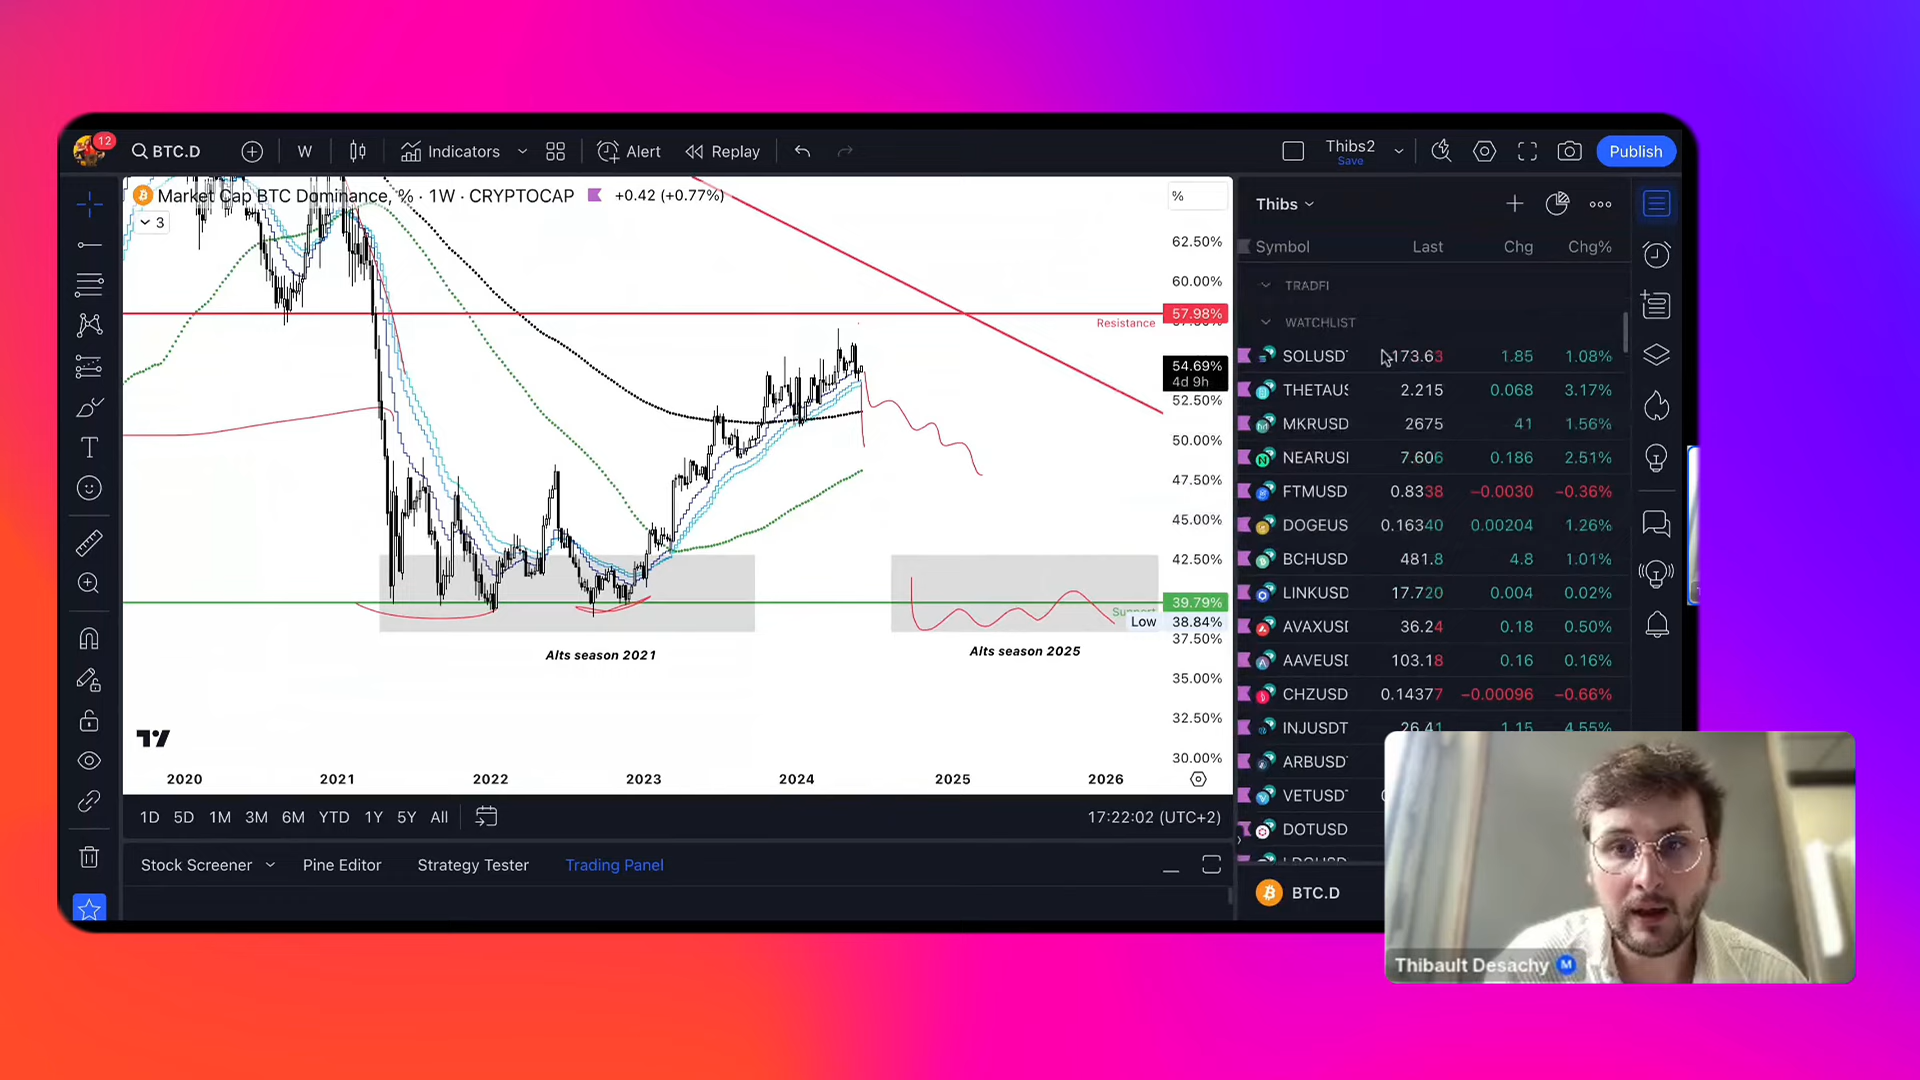 12
BTC.D
W
Indicators
Alert
Replay
Thibs2
Save
Publish
Market Cap BTC Dominance, % · 1W · CRYPTOCAP
+0.42 (+0.77%)
3
%
62.50%
60.00%
57.98%
Resistance
54.69%
4d 9h
52.50%
50.00%
47.50%
45.00%
42.50%
39.79%
Low
38.84%
37.50%
35.00%
32.50%
30.00%
Alts season 2021
Alts season 2025
2020
2021
2022
2023
2024
2025
2026
1D 5D 1M 3M 6M YTD 1Y 5Y All
17:22:02 (UTC+2)
Stock Screener
Pine Editor
Strategy Tester
Trading Panel
Thibs
Symbol Last Chg Chg%
TRADFI
WATCHLIST
SOLUSD 173.63 1.85 1.08%
THETAUS 2.215 0.068 3.17%
MKRUSD 2675 41 1.56%
NEARUSI 7.606 0.186 2.51%
FTMUSD 0.8338 −0.0030 −0.36%
DOGEUS 0.16340 0.00204 1.26%
BCHUSD 481.8 4.8 1.01%
LINKUSD 17.720 0.004 0.02%
AVAXUSI 36.24 0.18 0.50%
AAVEUSI 103.18 0.16 0.16%
CHZUSD 0.14377 −0.00096 −0.66%
INJUSDT 26.41 1.15 4.55%
ARBUSD
VETUSD
DOTUSD
BTC.D
Thibault Desachy
M